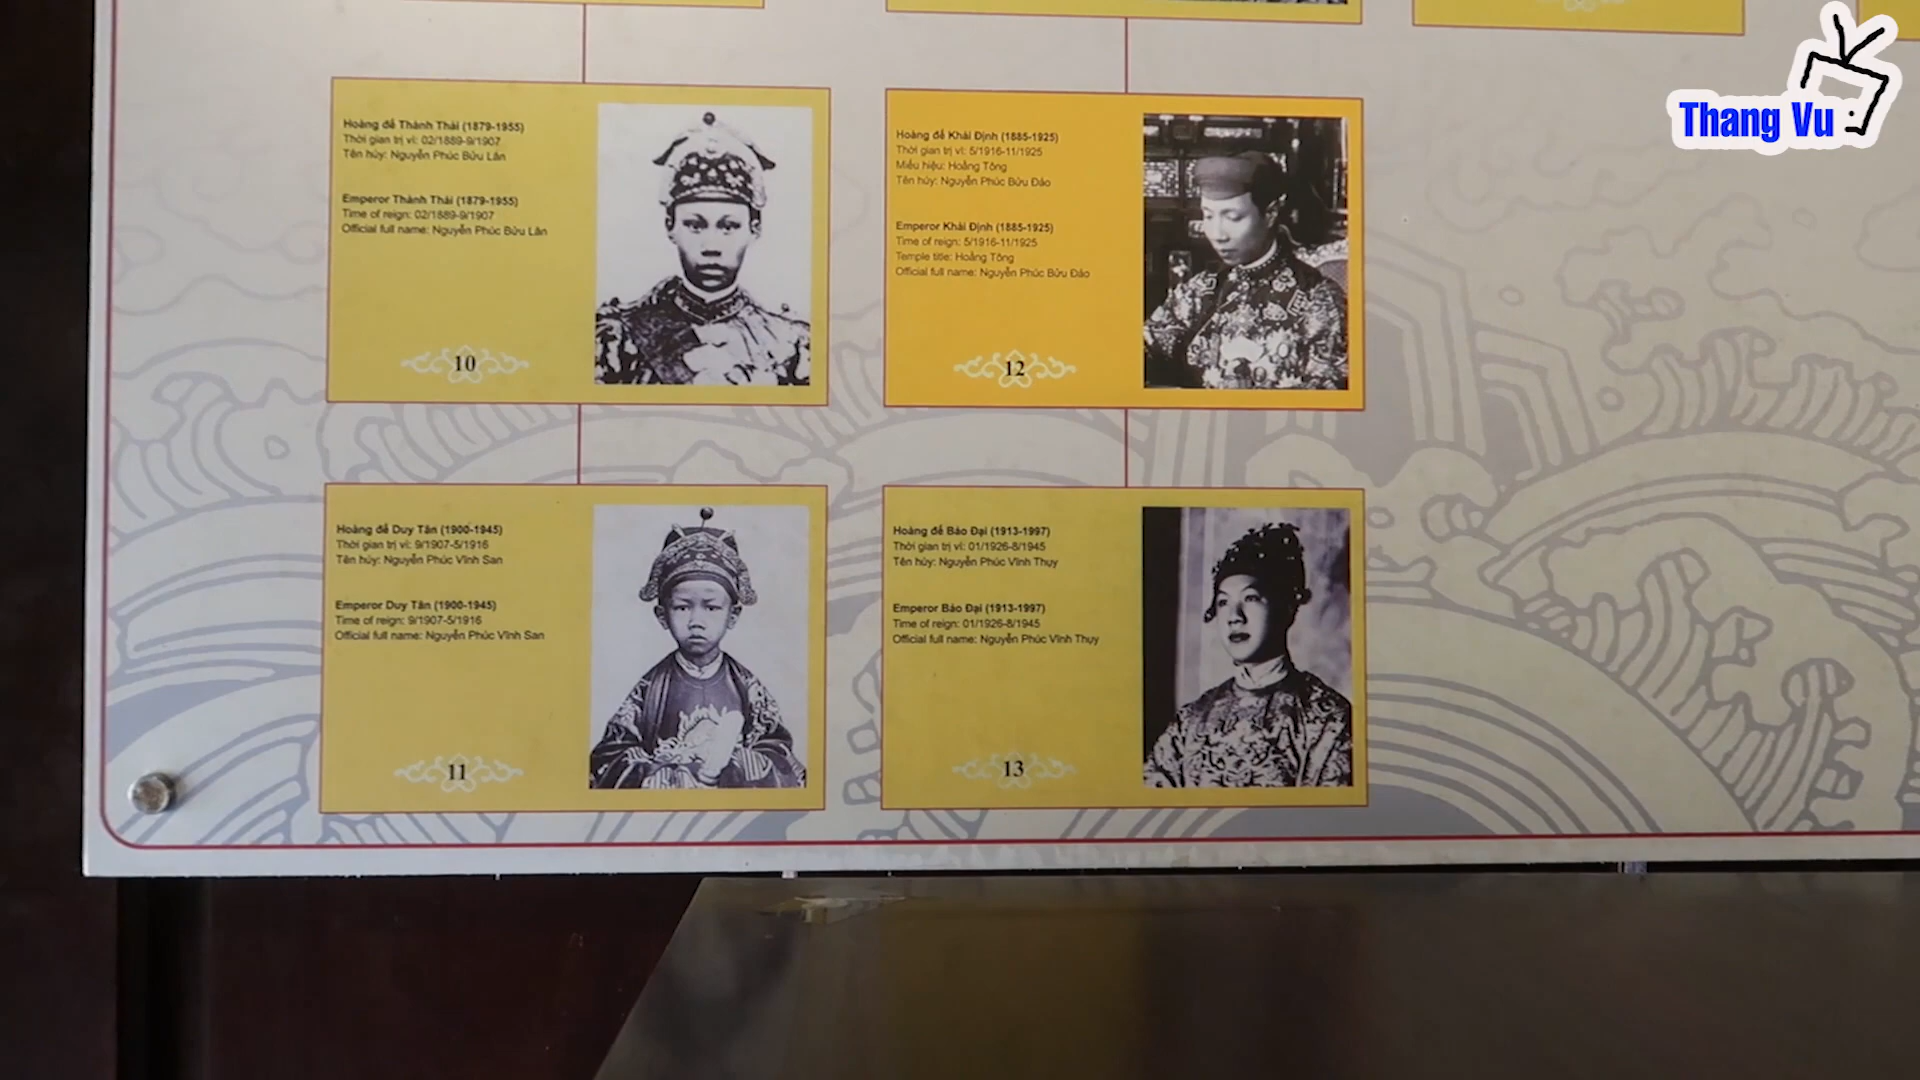 Thang Vu
Hoàng đế Thành Thái (1879-1955)
Thời gian trị vì: 02/1889-9/1907
Tên húy: Nguyễn Phúc Bửu Lân
Emperor Thành Thái (1879-1955)
Time of reign: 02/1889-9/1907
Official full name: Nguyễn Phúc Bửu Lân
10
Hoàng đế Khải Định (1885-1925)
Thời gian trị vì: 5/1916-11/1925
Miếu hiệu: Hoằng Tông
Tên húy: Nguyễn Phúc Bửu Đảo
Emperor Khải Định (1885-1925)
Time of reign: 5/1916-11/1925
Temple title: Hoằng Tông
Official full name: Nguyễn Phúc Bửu Đảo
12
Hoàng đế Duy Tân (1900-1945)
Thời gian trị vì: 9/1907-5/1916
Tên húy: Nguyễn Phúc Vĩnh San
Emperor Duy Tân (1900-1945)
Time of reign: 9/1907-5/1916
Official full name: Nguyễn Phúc Vĩnh San
11
Hoàng đế Bảo Đại (1913-1997)
Thời gian trị vì: 01/1926-8/1945
Tên húy: Nguyễn Phúc Vĩnh Thụy
Emperor Bảo Đại (1913-1997)
Time of reign: 01/1926-8/1945
Official full name: Nguyễn Phúc Vĩnh Thụy
13